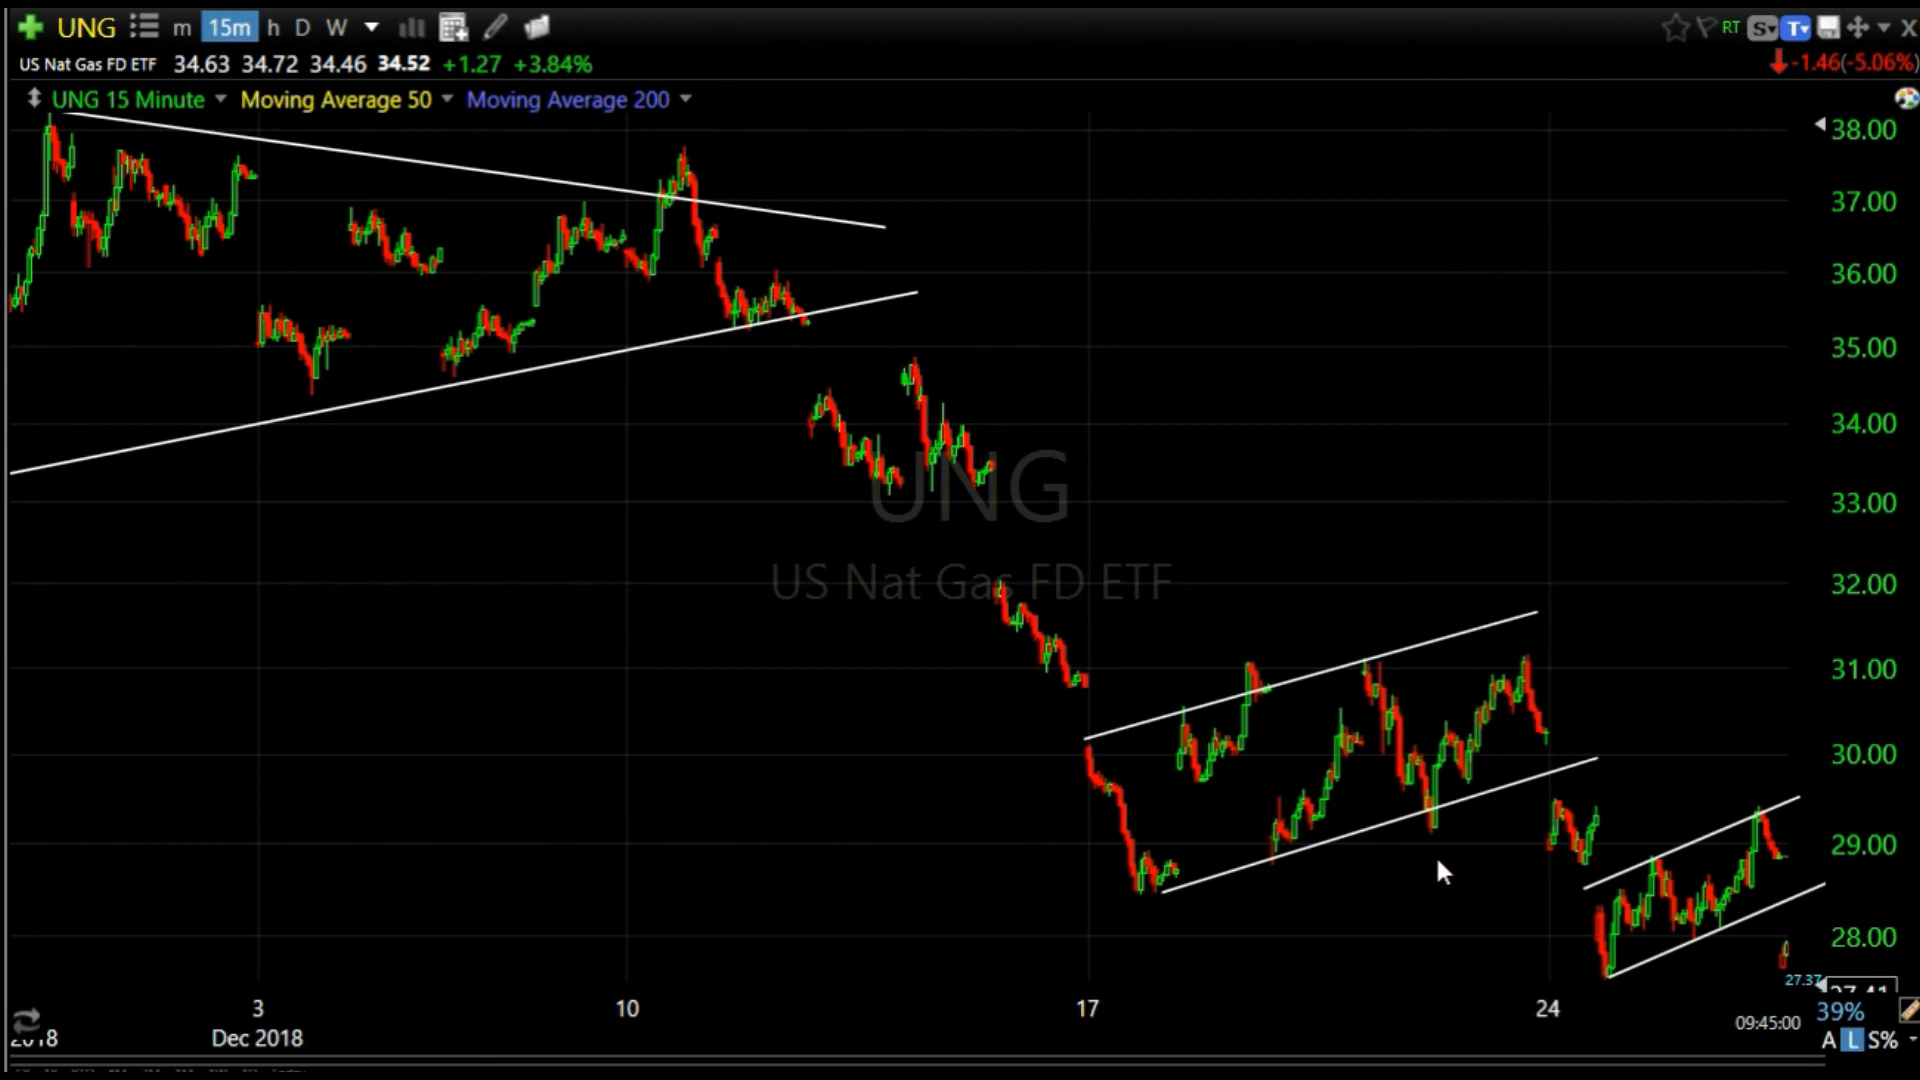 UNG m 15m h D W RT S T X
US Nat Gas FD ETF 34.63 34.72 34.46 34.52 +1.27 +3.84% -1.46(-5.06%)
UNG 15 Minute Moving Average 50 Moving Average 200
38.00
37.00
36.00
35.00
34.00
33.00
32.00
31.00
30.00
29.00
28.00
UNG
US Nat Gas FD ETF
27.37
27.41
3 10 17 24 39%
2018 Dec 2018 09:45:00
A L S%